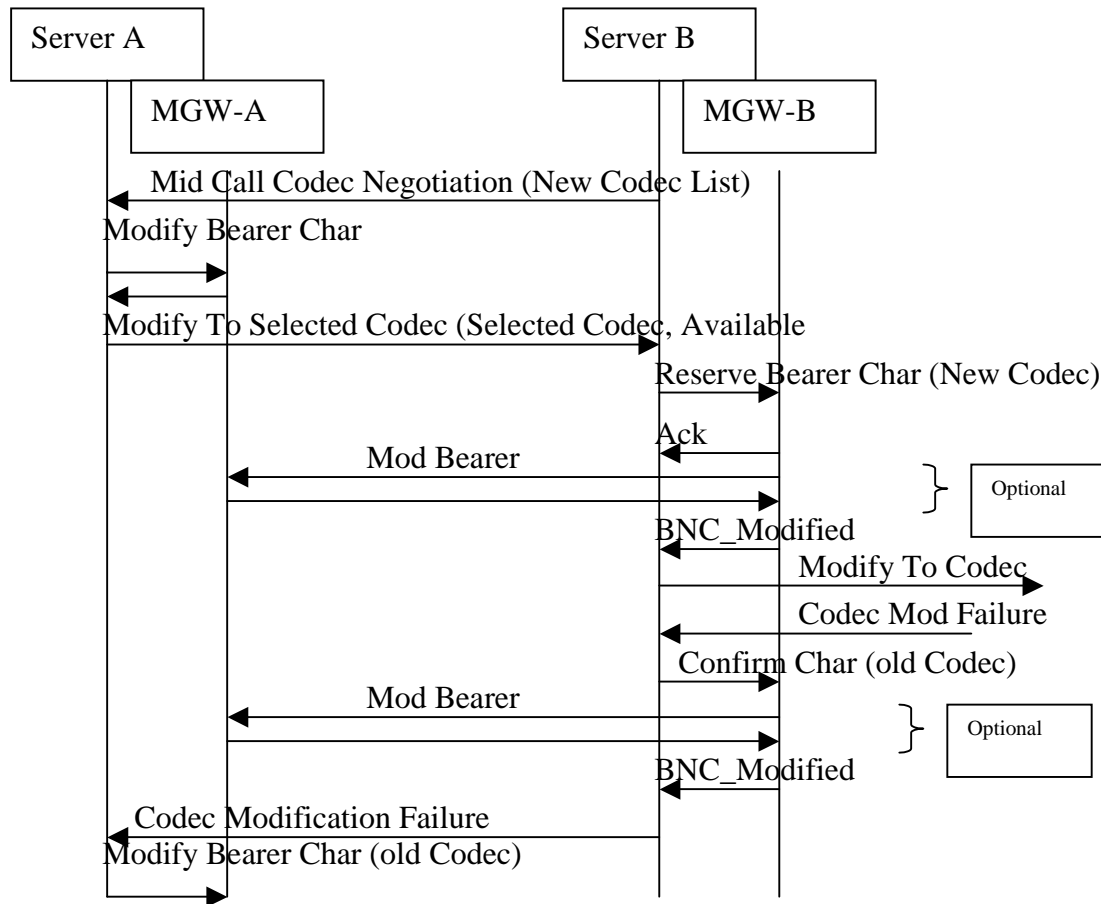 Server A
Server B
MGW-A
MGW-B
Mid Call Codec Negotiation (New Codec List)
Modify Bearer Char
Modify To Selected Codec (Selected Codec, Available
Reserve Bearer Char (New Codec)
Ack
Mod Bearer
Optional
BNC_Modified
Modify To Codec
Codec Mod Failure
Confirm Char (old Codec)
Mod Bearer
Optional
BNC_Modified
Codec Modification Failure
Modify Bearer Char (old Codec)